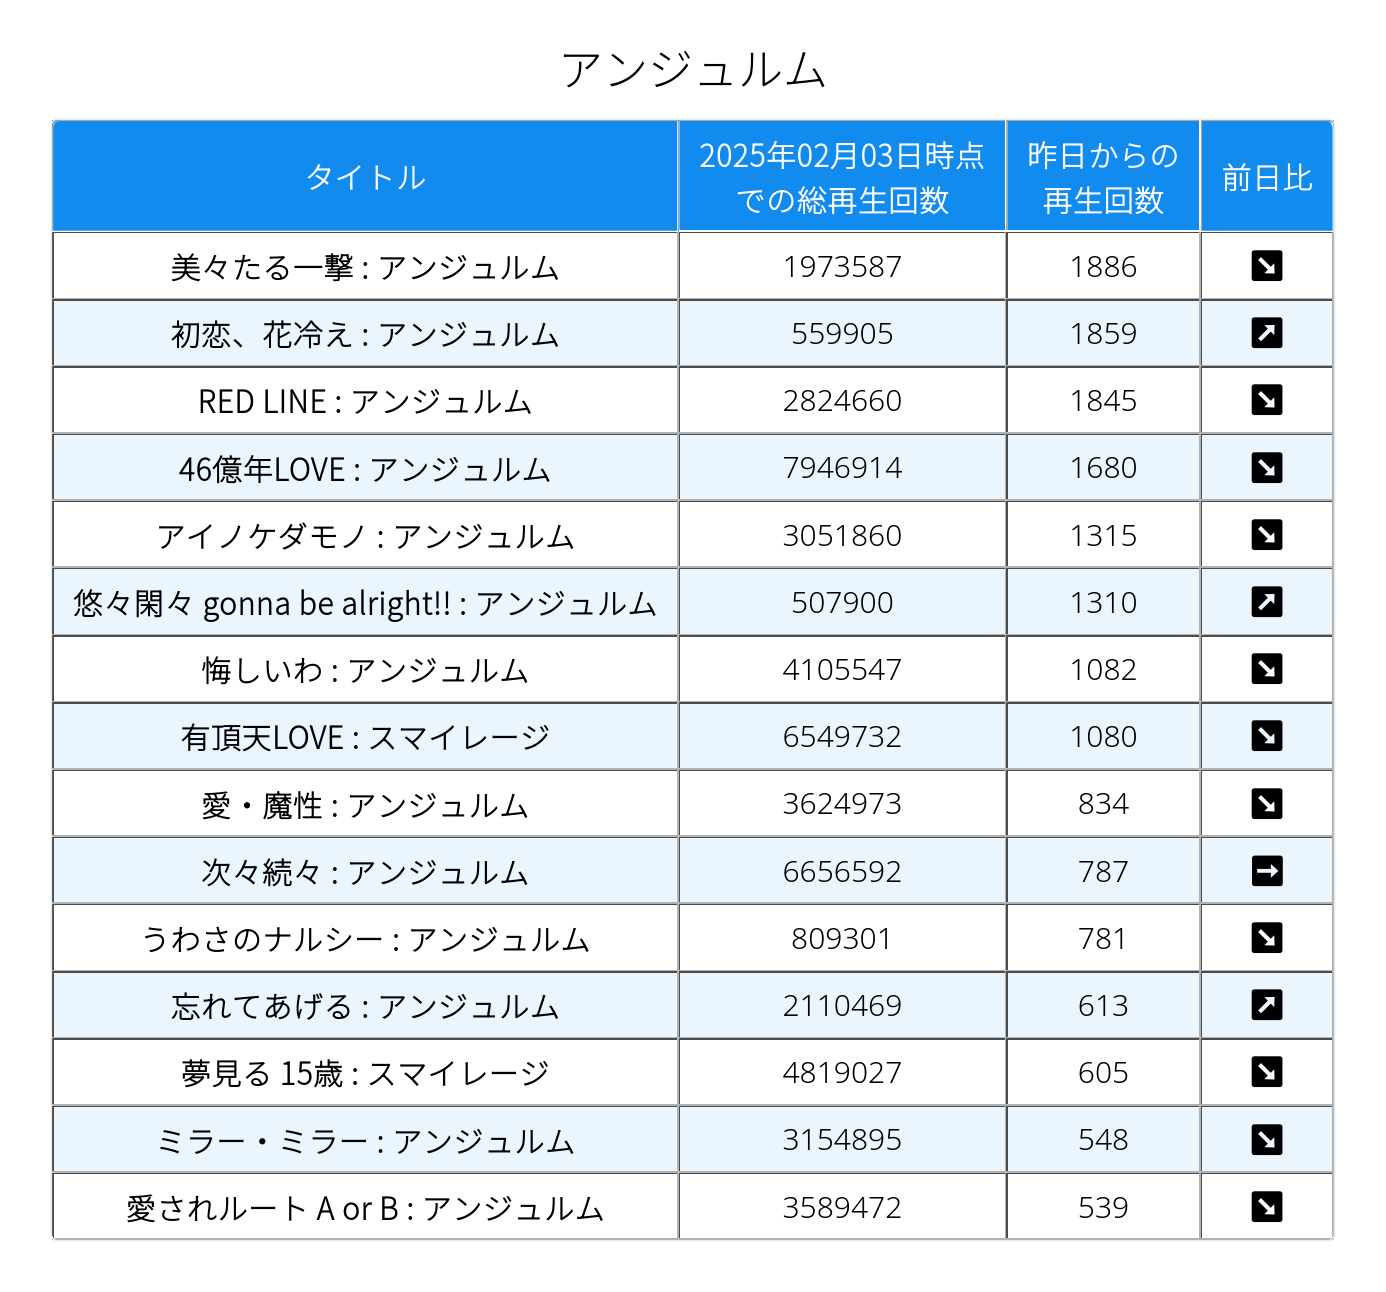 アンジュルム
タイトル 2025年02月03日時点での総再生回数 昨日からの再生回数 前日比
美々たる一撃 : アンジュルム 1973587 1886 ↘
初恋、花冷え : アンジュルム 559905 1859 ↗
RED LINE : アンジュルム 2824660 1845 ↘
46億年LOVE : アンジュルム 7946914 1680 ↘
アイノケダモノ : アンジュルム 3051860 1315 ↘
悠々閑々 gonna be alright!! : アンジュルム 507900 1310 ↗
悔しいわ : アンジュルム 4105547 1082 ↘
有頂天LOVE : スマイレージ 6549732 1080 ↘
愛・魔性 : アンジュルム 3624973 834 ↘
次々続々 : アンジュルム 6656592 787 →
うわさのナルシー : アンジュルム 809301 781 ↘
忘れてあげる : アンジュルム 2110469 613 ↗
夢見る 15歳 : スマイレージ 4819027 605 ↘
ミラー・ミラー : アンジュルム 3154895 548 ↘
愛されルート A or B : アンジュルム 3589472 539 ↘